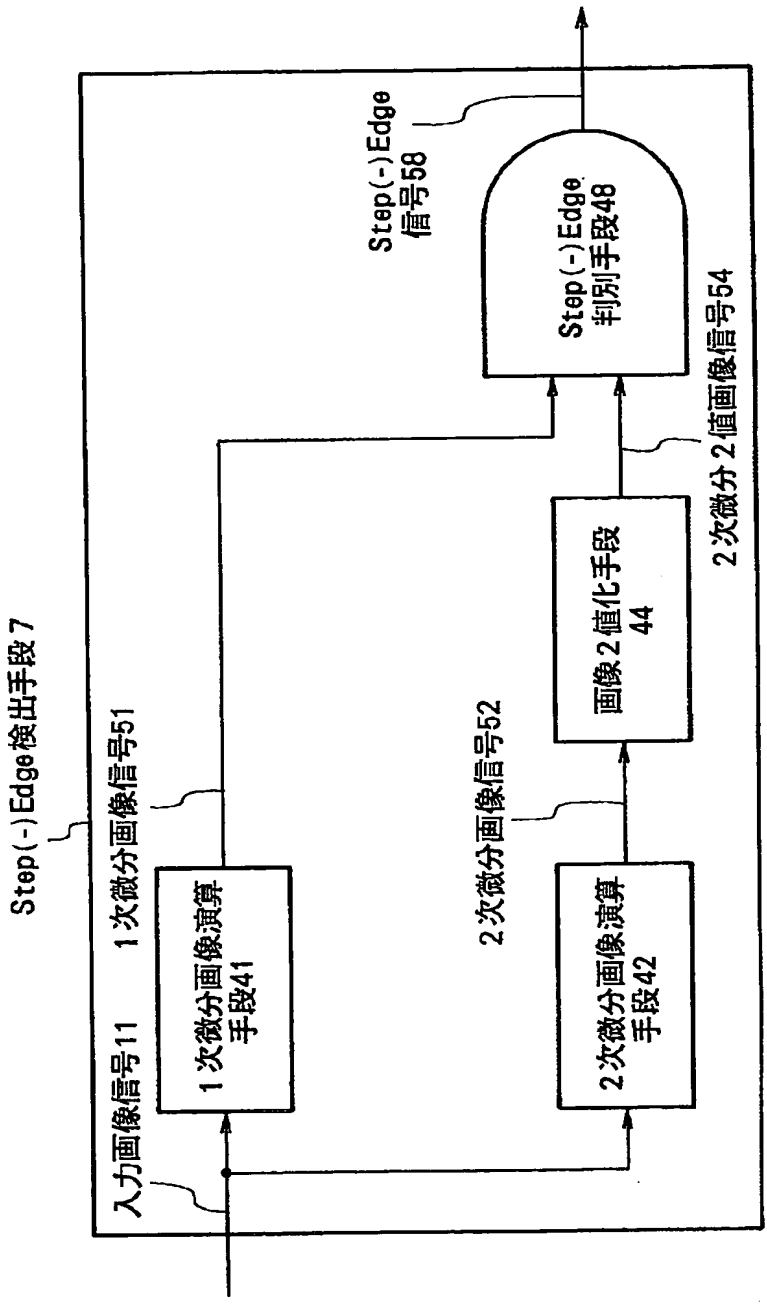 Step(-)Edge検出手段7
入力画像信号11
1次微分画像演算
手段41
1次微分画像信号51
2次微分画像演算
手段42
2次微分画像信号52
画像2値化手段
44
2次微分2値画像信号54
Step(-)Edge
判別手段48
Step(-)Edge
信号58